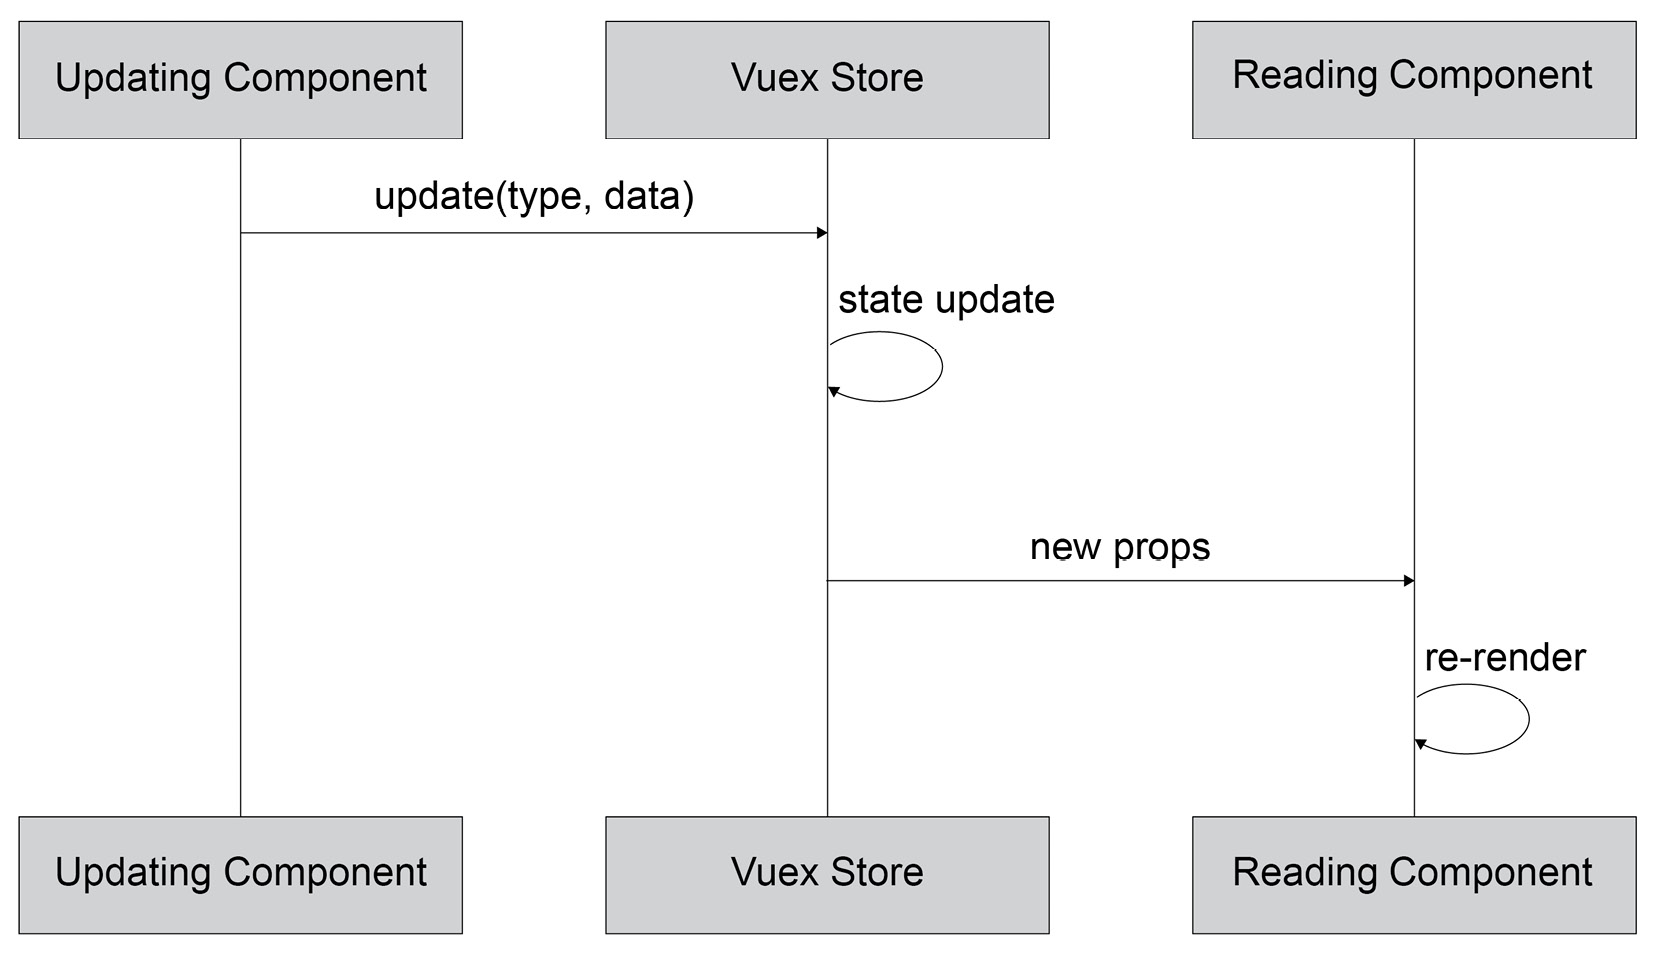 Updating Component
Vuex Store
Reading Component
update(type, data)
state update
new props
re-render
Updating Component
Vuex Store
Reading Component